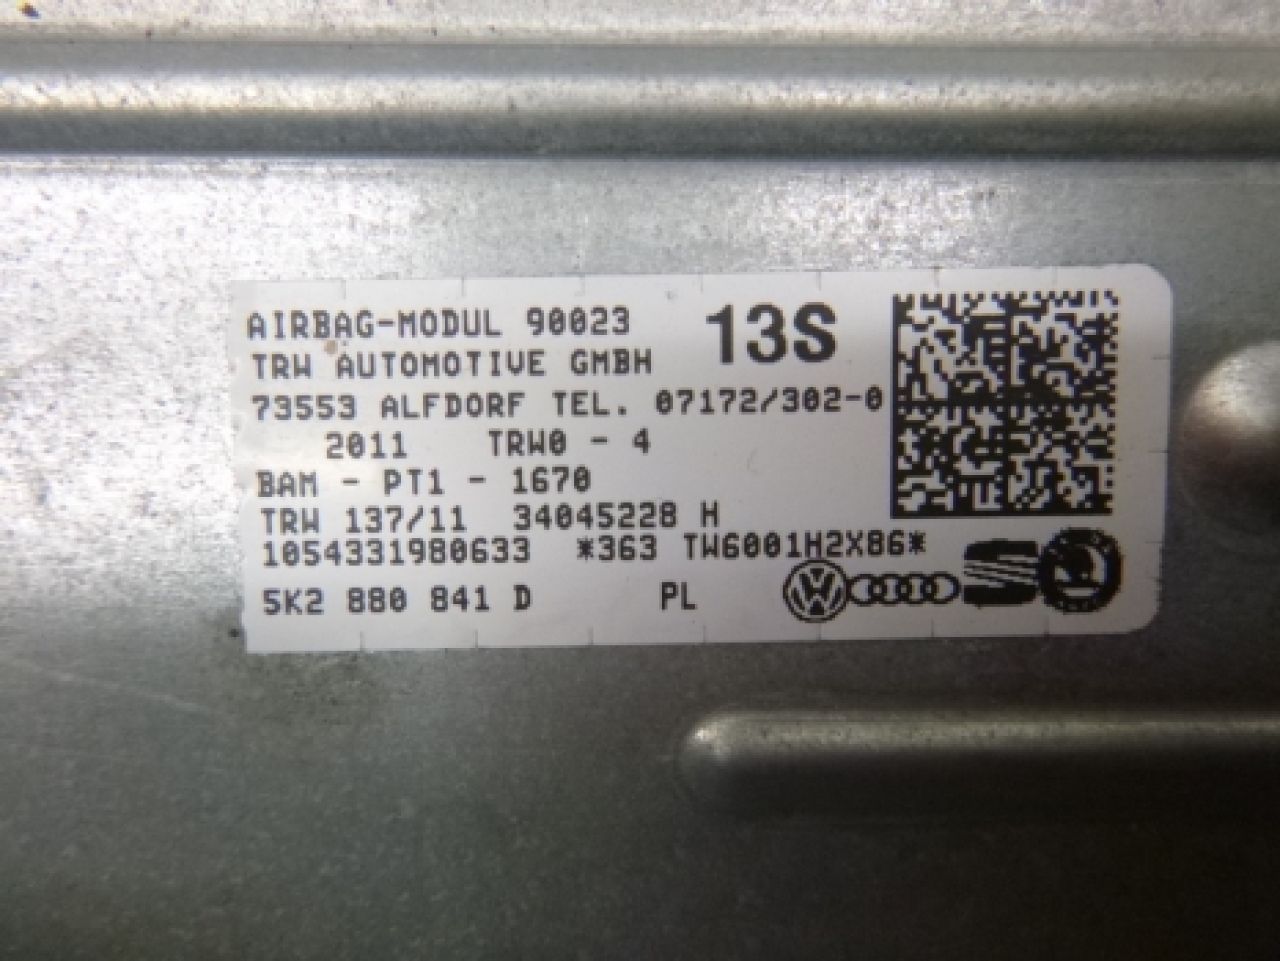 AIRBAG-MODUL 90023 13S
TRW AUTOMOTIVE GMBH
73553 ALFDORF TEL. 07172/302-0
2011 TRW0 - 4
BAM - PT1 - 1670
TRW 137/11 34045228 H
1054331980633 *363 TW6001H2X86*
5K2 880 841 D PL